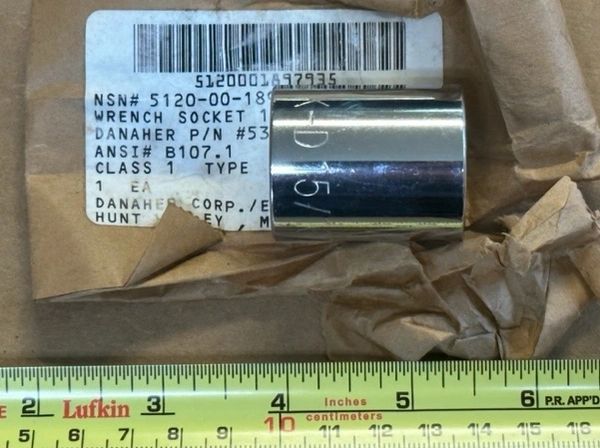 5120001897935
NSN# 5120-00-189
WRENCH SOCKET 1
DANAHER P/N #53
ANSI# B107.1
CLASS 1 TYPE
1 EA
DANAHER CORP./E
HUNT EY, M
K-D 15/
2 Lufkin 3 4 Inches 5 6 P.R. APP'D
5 6 7 8 9 10 centimeters 11 12 13 14 15 16